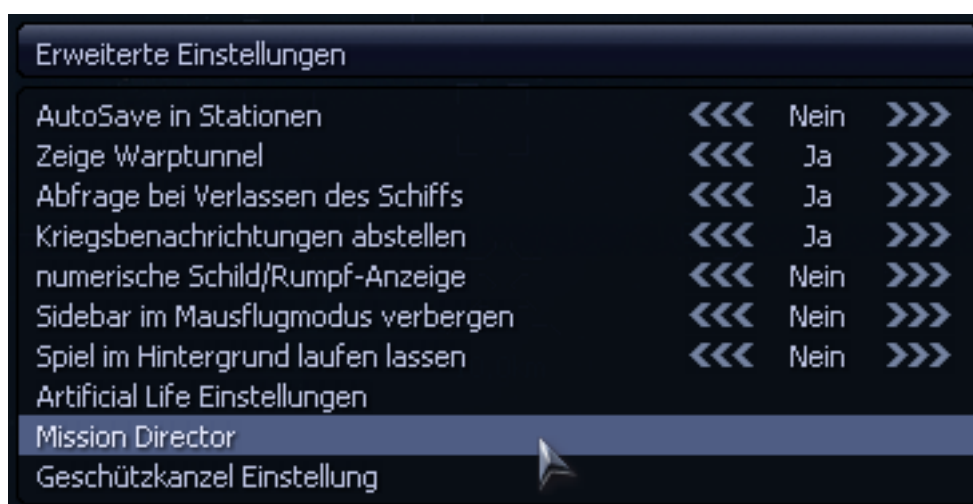 Erweiterte Einstellungen
AutoSave in Stationen <<< Nein >>>
Zeige Warptunnel <<< Ja >>>
Abfrage bei Verlassen des Schiffs <<< Ja >>>
Kriegsbenachrichtungen abstellen <<< Ja >>>
numerische Schild/Rumpf-Anzeige <<< Nein >>>
Sidebar im Mausflugmodus verbergen <<< Nein >>>
Spiel im Hintergrund laufen lassen <<< Nein >>>
Artificial Life Einstellungen
Mission Director
Geschützkanzel Einstellung